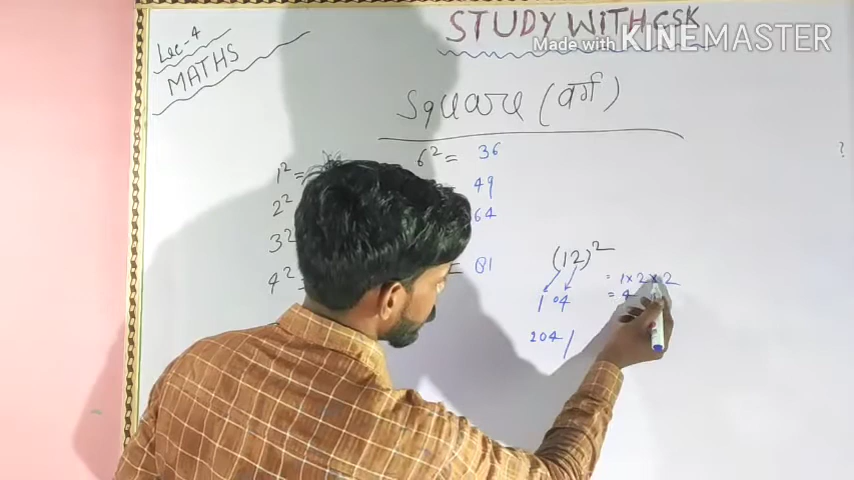 STUDY WITH CSK
Made with KINEMASTER
Lec-4
MATHS
Square (वर्ग)
1² =
2²
3²
4² =
6² = 36
49
64
= 81
(12)²
1 04
204/
= 1×2×2
= 4
?